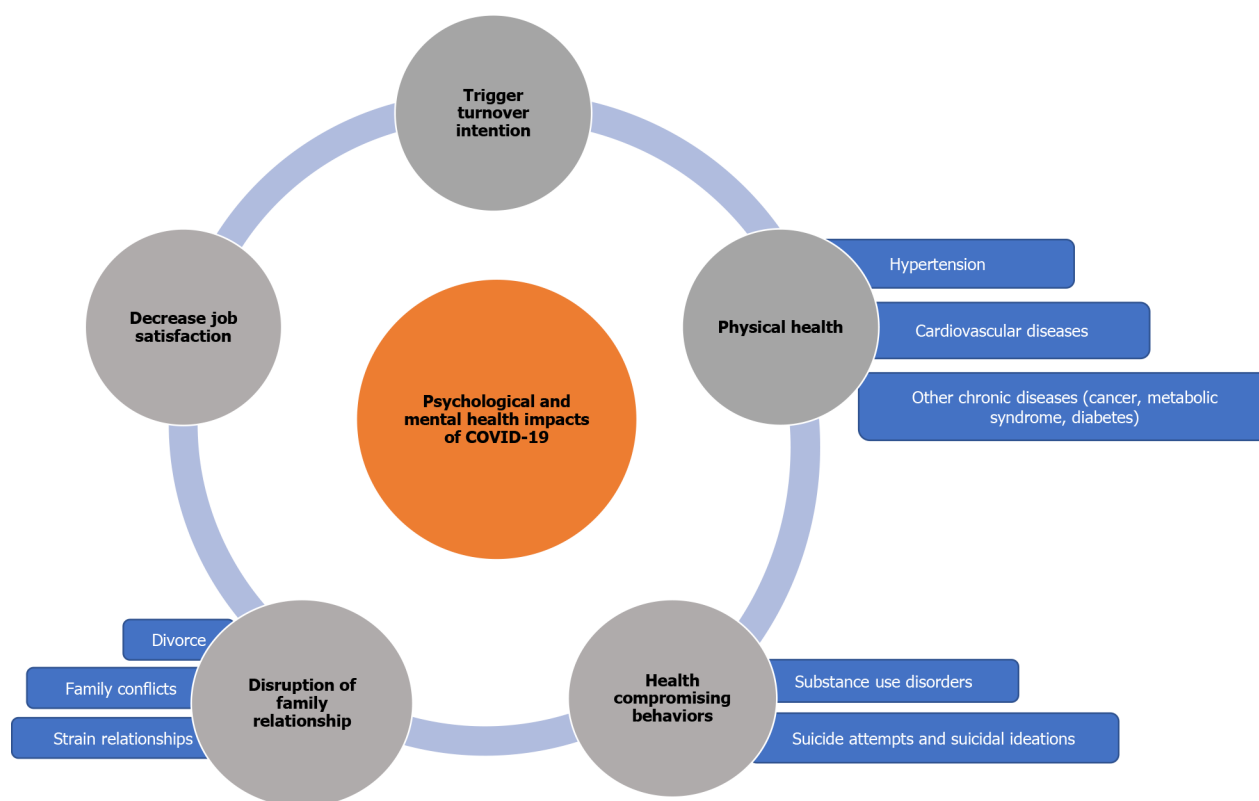 Trigger
turnover
intention
Physical health
Hypertension
Cardiovascular diseases
Other chronic diseases (cancer, metabolic
syndrome, diabetes)
Decrease job
satisfaction
Psychological and
mental health impacts
of COVID-19
Divorce
Family conflicts
Strain relationships
Disruption of
family
relationship
Health
compromising
behaviors
Substance use disorders
Suicide attempts and suicidal ideations